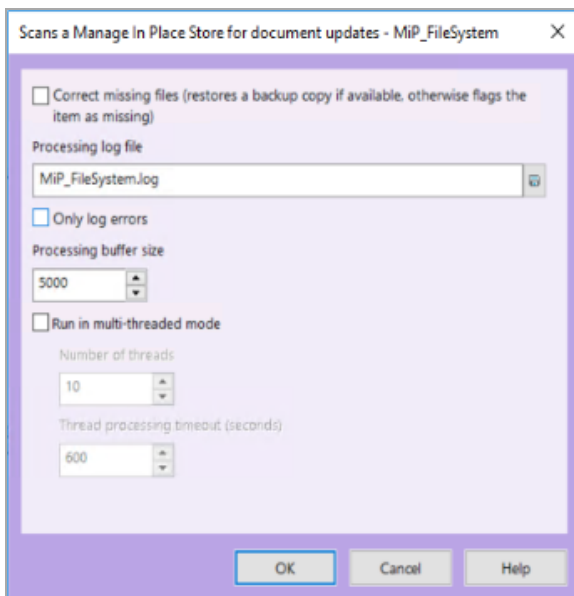 Scans a Manage In Place Store for document updates - MiP_FileSystem
Correct missing files (restores a backup copy if available, otherwise flags the
item as missing)
Processing log file
MiP_FileSystem.log
Only log errors
Processing buffer size
5000
Run in multi-threaded mode
Number of threads
10
Thread processing timeout (seconds)
600
OK Cancel Help